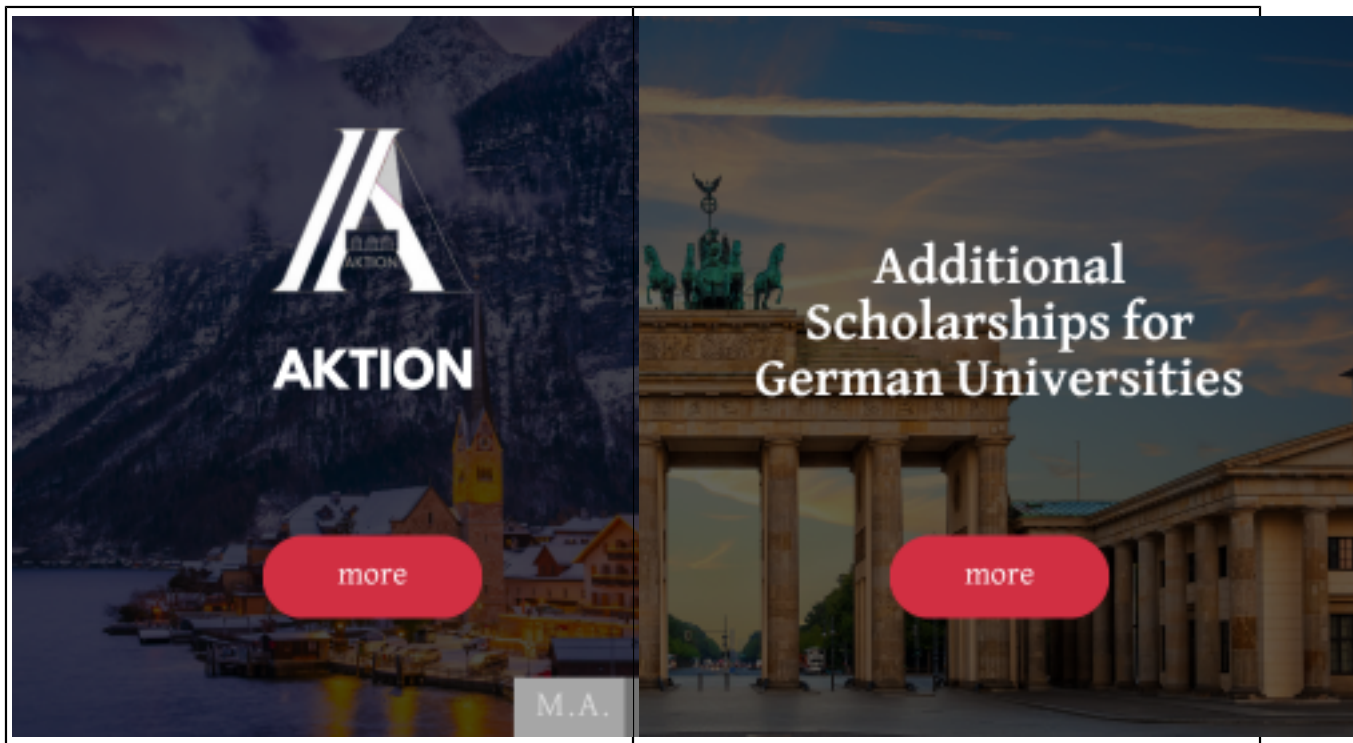 AKTION
AKTION
more
M.A.
Additional
Scholarships for
German Universities
more